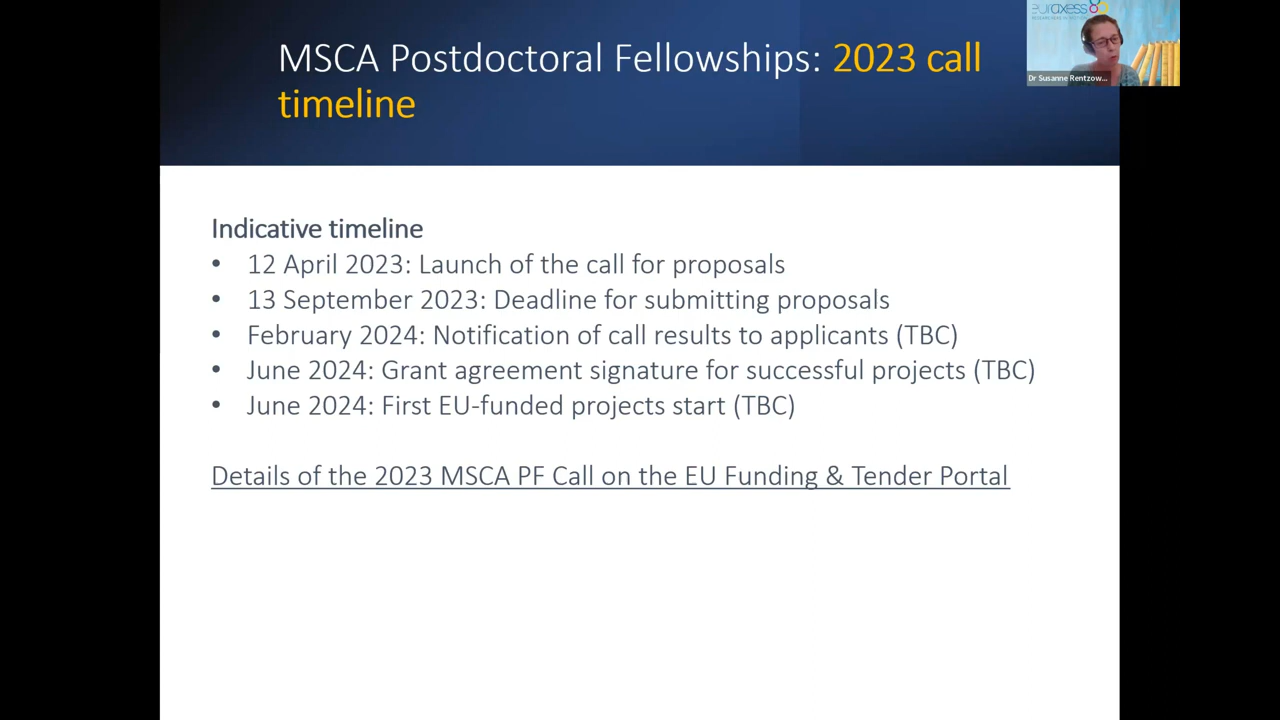 MSCA Postdoctoral Fellowships: 2023 call
timeline
euraxess
Dr Susanne Rentzow...
Indicative timeline
• 12 April 2023: Launch of the call for proposals
• 13 September 2023: Deadline for submitting proposals
• February 2024: Notification of call results to applicants (TBC)
• June 2024: Grant agreement signature for successful projects (TBC)
• June 2024: First EU-funded projects start (TBC)
Details of the 2023 MSCA PF Call on the EU Funding & Tender Portal